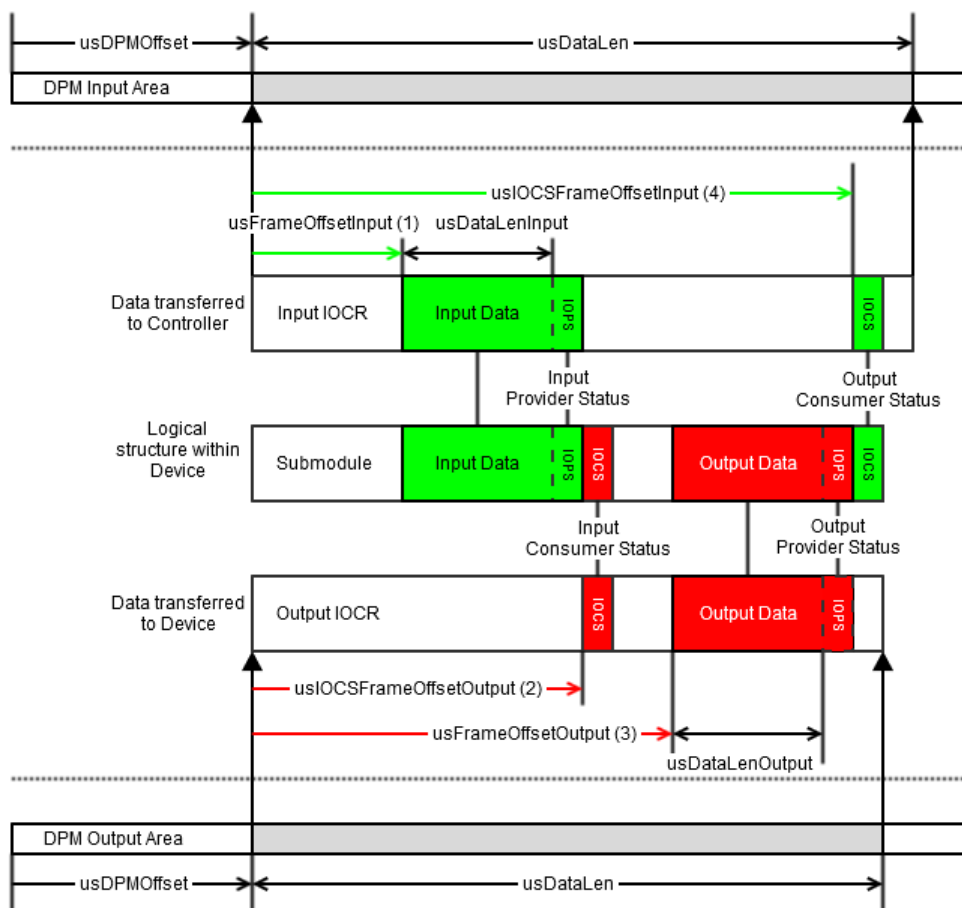 usDPMOffset
usDataLen
DPM Input Area
usIOCSFrameOffsetInput (4)
usFrameOffsetInput (1)
usDataLenInput
Data transferred
to Controller
Input IOCR
Input Data
IOPS
IOCS
Input
Provider Status
Output
Consumer Status
Logical
structure within
Device
Submodule
Input Data
IOPS
IOCS
Output Data
IOPS
IOCS
Input
Consumer Status
Output
Provider Status
Data transferred
to Device
Output IOCR
IOCS
Output Data
IOPS
usIOCSFrameOffsetOutput (2)
usFrameOffsetOutput (3)
usDataLenOutput
DPM Output Area
usDPMOffset
usDataLen